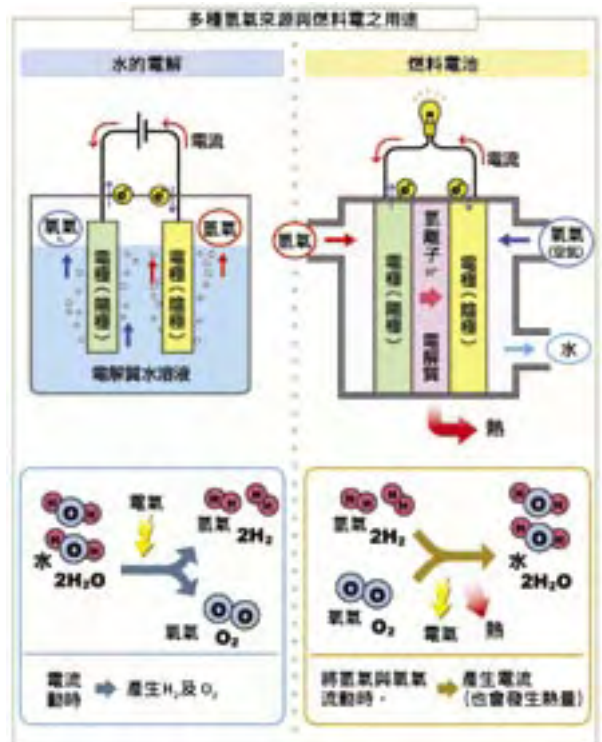 多種氫氣來源與燃料電之用途
水的電解
電流
氧氣
氫氣
電極(陽極)
電極(陰極)
電解質水溶液
水
2H₂O
電氣
氫氣
2H₂
氧氣
O₂
電流
動時
產生H₂及O₂
燃料電池
電流
氫氣
氫離子
H⁺
電解質
電極(陽極)
電極(陰極)
氧氣
(空氣)
水
熱
氫氣
2H₂
氧氣
O₂
電氣
熱
水
2H₂O
將氫氣與氧氣
流動時,
產生電流
(也會發生熱量)